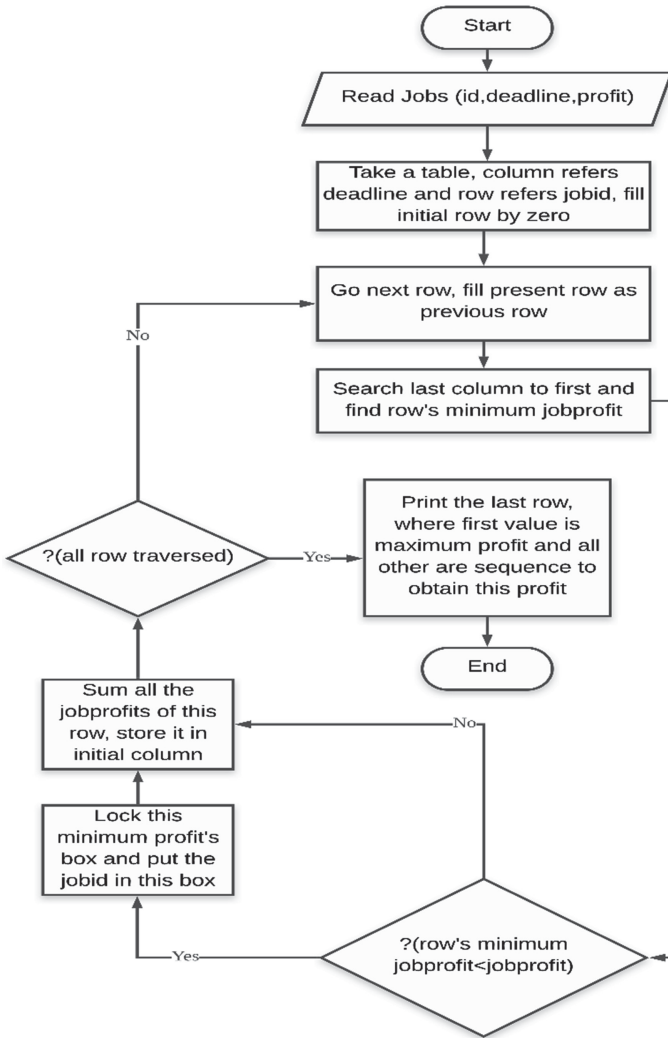 Start
Read Jobs (id,deadline,profit)
Take a table, column refers
deadline and row refers jobid, fill
initial row by zero
Go next row, fill present row as
previous row
No
Search last column to first and
find row's minimum jobprofit
?(all row traversed)
Yes
Print the last row,
where first value is
maximum profit and all
other are sequence to
obtain this profit
End
Sum all the
jobprofits of this
row, store it in
initial column
No
Lock this
minimum profit's
box and put the
jobid in this box
?(row's minimum
jobprofit<jobprofit)
Yes